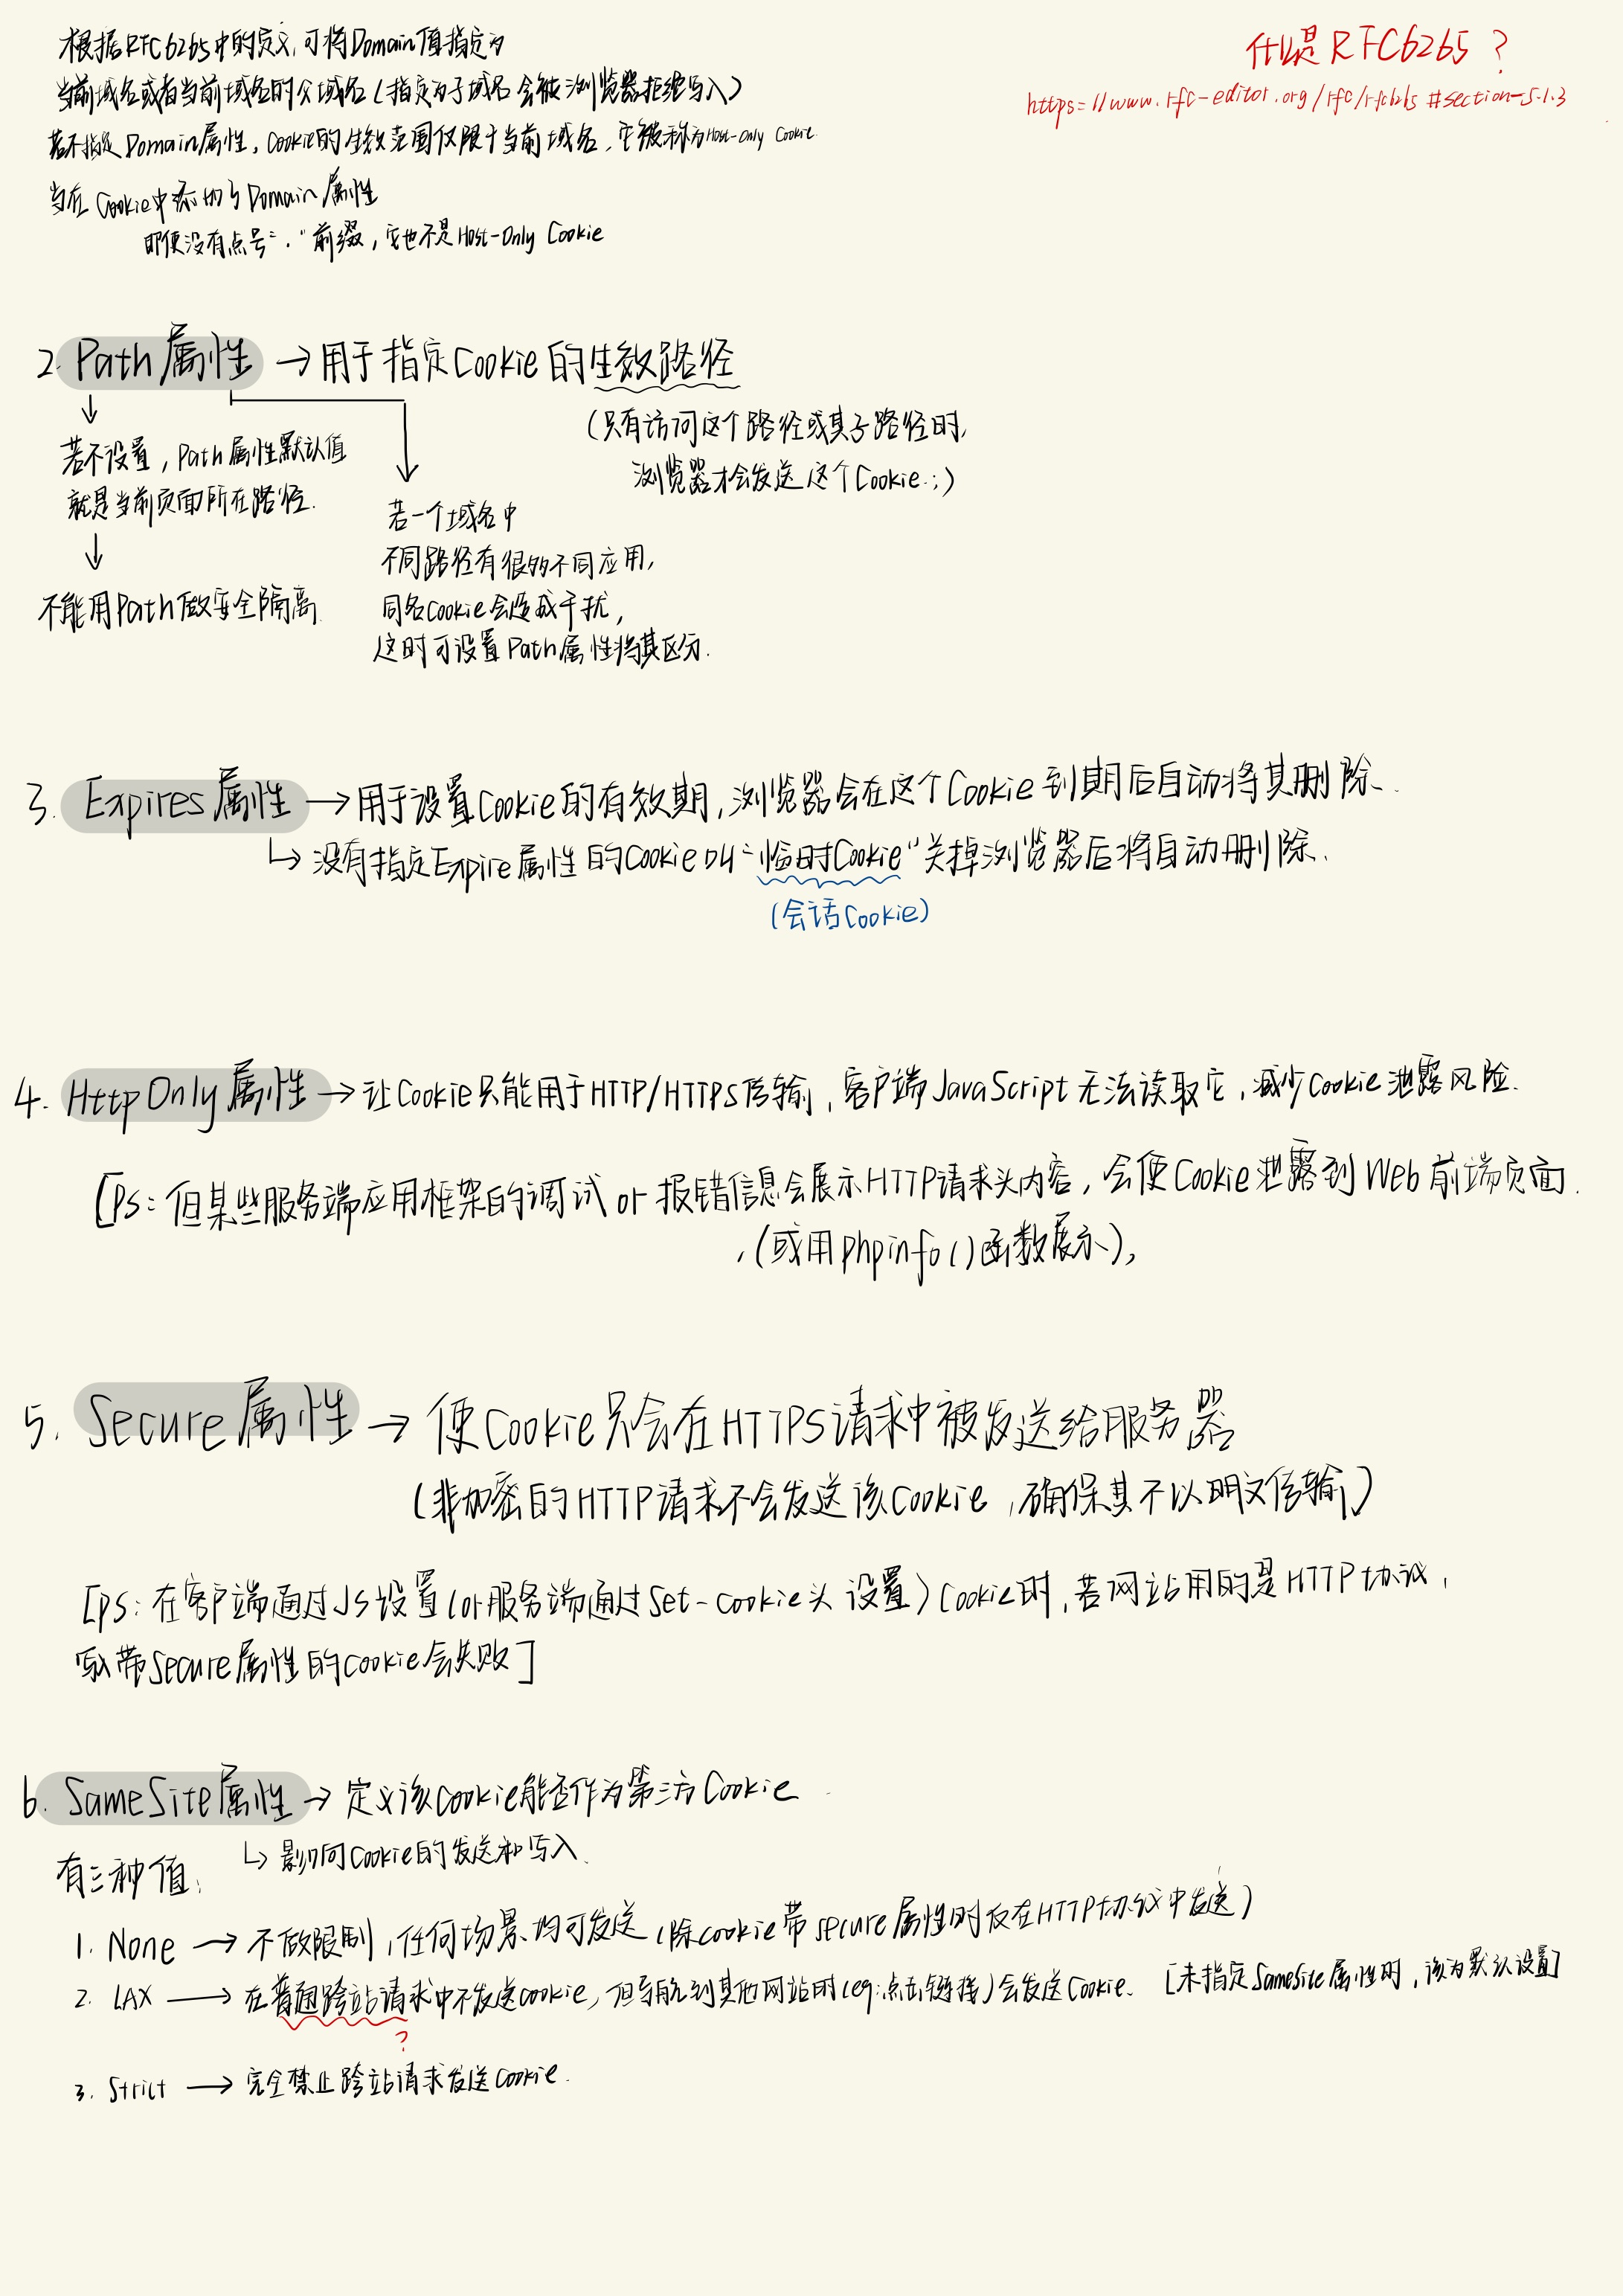 根据RFC6265中的定义,可将Domain值指定为
当前域名或者当前域名的父域名(指定为子域名会被浏览器拒绝写入)
若不指定Domain属性,Cookie的生效范围仅限于当前域名,它被称为Host-only Cookie.
当在Cookie中添加了Domain属性
即便没有点号"."前缀,它也不是Host-Only Cookie
什么是RFC6265?
https://www.rfc-editor.org/rfc/rfc6265#section-5.1.3
2. Path属性 → 用于指定Cookie的生效路径
(只有访问这个路径或其子路径时,
浏览器才会发送这个Cookie.;)
若不设置,Path属性默认值
就是当前页面所在路径.
不能用Path做安全隔离.
若一个域名中
不同路径有很多不同应用,
同名Cookie会造成干扰,
这时可设置Path属性将其区分.
3. Expires属性 → 用于设置Cookie的有效期,浏览器会在这个Cookie到期后自动将其删除、
↳ 没有指定Expire属性的Cookie叫"临时Cookie"关掉浏览器后将自动删除、
(会话Cookie)
4. HttpOnly属性 → 让Cookie只能用于HTTP/HTTPS传输,客户端JavaScript无法读取它,减少Cookie泄露风险.
[PS:但某些服务端应用框架的调试or报错信息会展示HTTP请求头内容,会使Cookie泄露到Web前端页面.
,(或用phpinfo()函数展示),
5. Secure属性 → 使Cookie只会在HTTPS请求中被发送给服务器
(非加密的HTTP请求不会发送该Cookie,确保其不以明文传输)
[PS:在客户端通过JS设置(or服务端通过Set-Cookie头设置)Cookie时,若网站用的是HTTP协议,
写入带Secure属性的Cookie会失败]
6. SameSite属性 → 定义该Cookie能否作为第三方Cookie
↳ 影响Cookie的发送和写入、
有三种值:
1. None → 不做限制,任何场景均可发送(除cookie带secure属性时仅在HTTP协议中发送)
2. LAX → 在普通跨站请求中不发送cookie,但导航到其他网站时(eg:点击链接)会发送Cookie、 [未指定SameSite属性时,该为默认设置]
?
3. Strict → 完全禁止跨站请求发送Cookie.